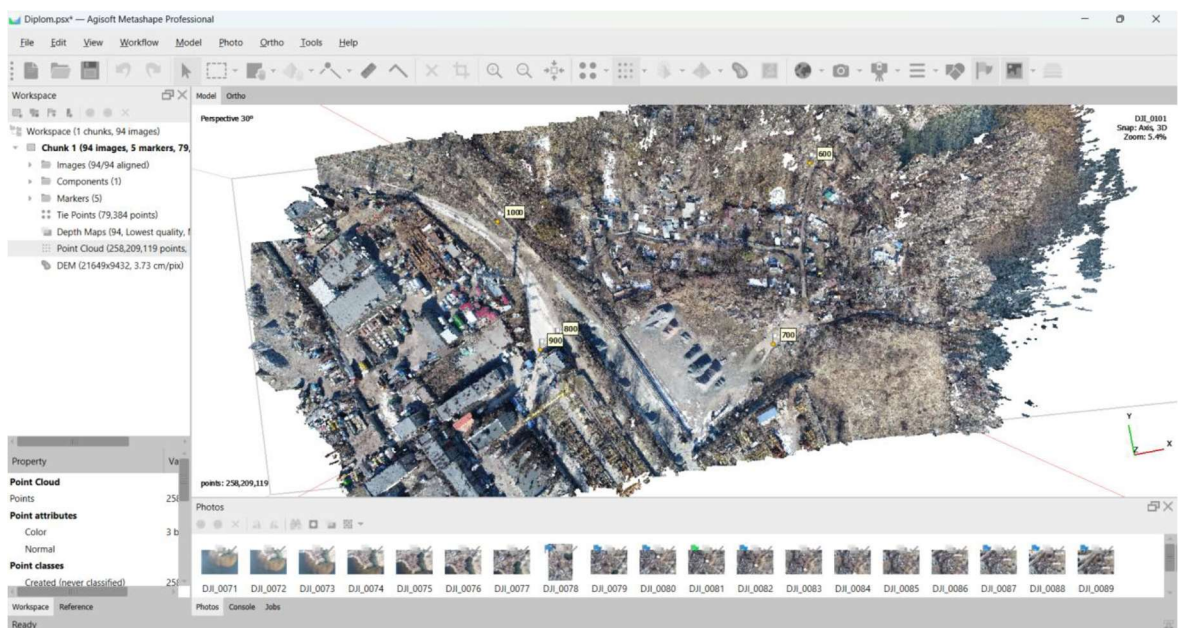 Diplom.psx* — Agisoft Metashape Professional
File Edit View Workflow Model Photo Ortho Tools Help
Workspace
Model Ortho
Perspective 30°
DJI_0101
Snap: Axis, 3D
Zoom: 5.4%
Workspace (1 chunks, 94 images)
Chunk 1 (94 images, 5 markers, 79,
Images (94/94 aligned)
Components (1)
Markers (5)
Tie Points (79,384 points)
Depth Maps (94, Lowest quality,
Point Cloud (258,209,119 points,
DEM (21649x9432, 3.73 cm/pix)
600
1000
800
900
700
Y
X
Z
points: 258,209,119
Property Va
Point Cloud
Points 258
Point attributes
Color 3 b
Normal
Point classes
Created (never classified) 258
Workspace Reference
Photos
DJI_0071 DJI_0072 DJI_0073 DJI_0074 DJI_0075 DJI_0076 DJI_0077 DJI_0078 DJI_0079 DJI_0080 DJI_0081 DJI_0082 DJI_0083 DJI_0084 DJI_0085 DJI_0086 DJI_0087 DJI_0088 DJI_0089
Photos Console Jobs
Ready